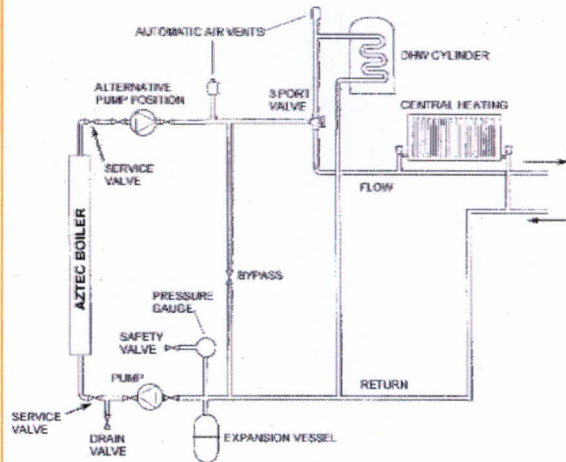 AUTOMATIC AIR VENTS
DHW CYLINDER
ALTERNATIVE
PUMP POSITION
3 PORT
VALVE
CENTRAL HEATING
SERVICE
VALVE
FLOW
AZTEC BOILER
BYPASS
PRESSURE
GAUGE
SAFETY
VALVE
PUMP
RETURN
SERVICE
VALVE
DRAIN
VALVE
EXPANSION VESSEL